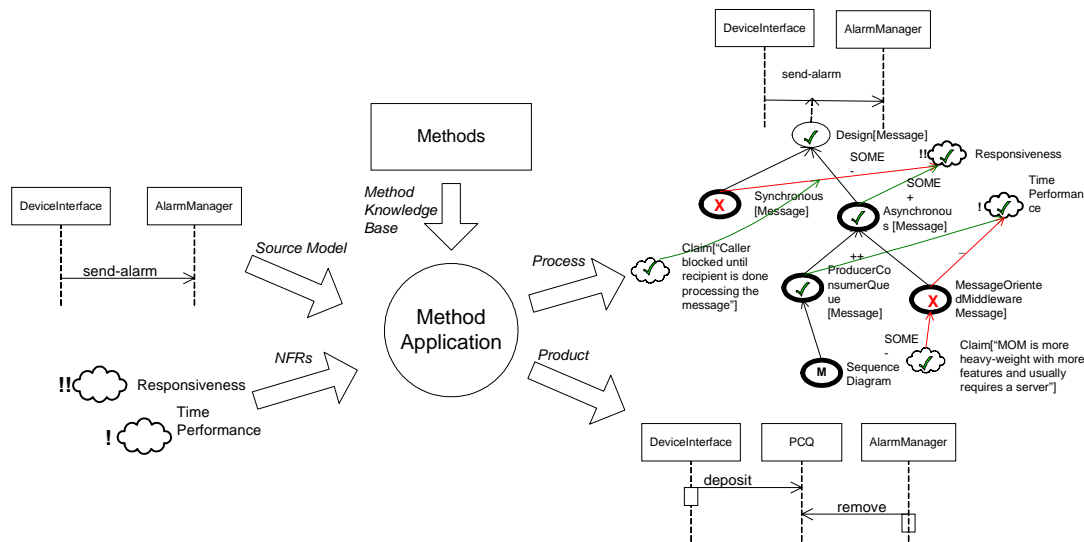 DeviceInterface
AlarmManager
send-alarm
!!
Responsiveness
!
Time
Performance
Source Model
NFRs
Methods
Method
Knowledge
Base
Method
Application
Process
Product
DeviceInterface
AlarmManager
send-alarm
Design[Message]
SOME
-
!!
Responsiveness
X
Synchronous
[Message]
SOME
+
Asynchronou
s [Message]
!
Time
Performa
nce
Claim["Caller
blocked until
recipient is done
processing the
message"]
++
ProducerCo
nsumerQue
ue
[Message]
–
X
MessageOriente
dMiddleware
Message]
SOME
-
Claim["MOM is more
heavy-weight with more
features and usually
requires a server"]
M
Sequence
Diagram
DeviceInterface
PCQ
AlarmManager
deposit
remove